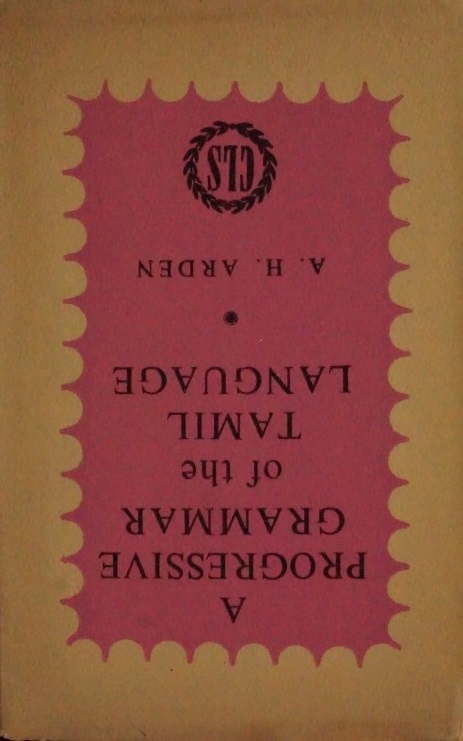 A
PROGRESSIVE
GRAMMAR
of the
TAMIL
LANGUAGE
A. H. ARDEN
CLS